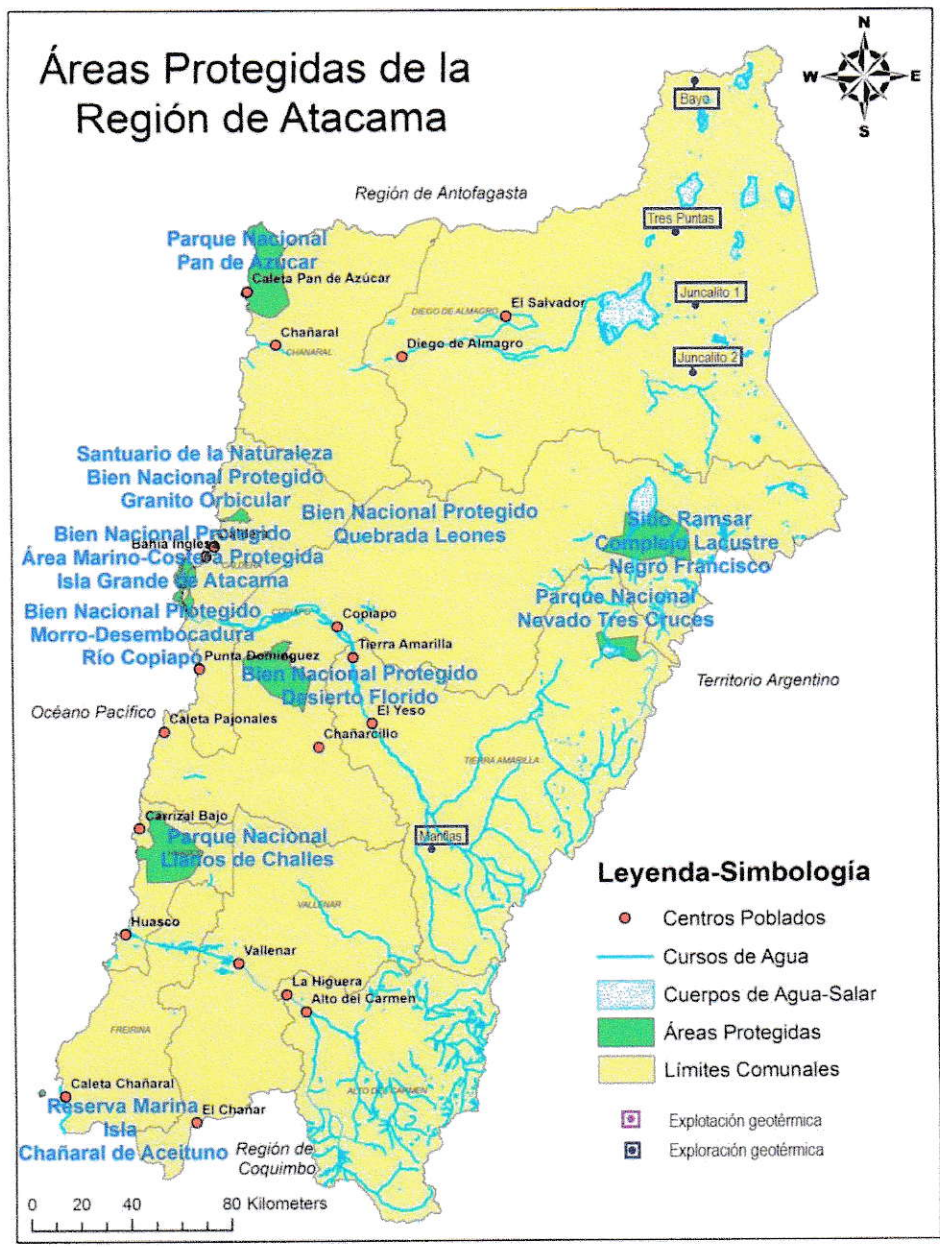 Áreas Protegidas de la
Región de Atacama
N
W
E
S
Bayo
Región de Antofagasta
Tres Puntas
Parque Nacional
Pan de Azúcar
Caleta Pan de Azúcar
Juncalito 1
El Salvador
DIEGO DE ALMAGRO
Chañaral
CHAÑARAL
Diego de Almagro
Juncalito 2
Santuario de la Naturaleza
Bien Nacional Protegido
Granito Orbicular
Bien Nacional Protegido
Quebrada Leones
Sitio Ramsar
Complejo Lacustre
Negro Francisco
Bien Nacional Protegido
Bahía Inglesa
CALDERA
Área Marino-Costera Protegida
Isla Grande de Atacama
Parque Nacional
Nevado Tres Cruces
Bien Nacional Protegido
Morro-Desembocadura
Río Copiapó
COPIAPO
Copiapo
Tierra Amarilla
Punta Dominguez
Bien Nacional Protegido
Desierto Florido
Territorio Argentino
Océano Pacífico
Caleta Pajonales
El Yeso
Chañarcillo
TIERRA AMARILLA
Carrizal Bajo
Parque Nacional
Llanos de Challes
Manflas
VALLENAR
Huasco
Vallenar
La Higuera
Alto del Carmen
FREIRINA
ALTO DEL CARMEN
Caleta Chañaral
Reserva Marina
Isla
Chañaral de Aceituno
El Chañar
Región de
Coquimbo
Leyenda-Simbología
Centros Poblados
Cursos de Agua
Cuerpos de Agua-Salar
Áreas Protegidas
Límites Comunales
Explotación geotérmica
Exploración geotérmica
0 20 40 80 Kilometers